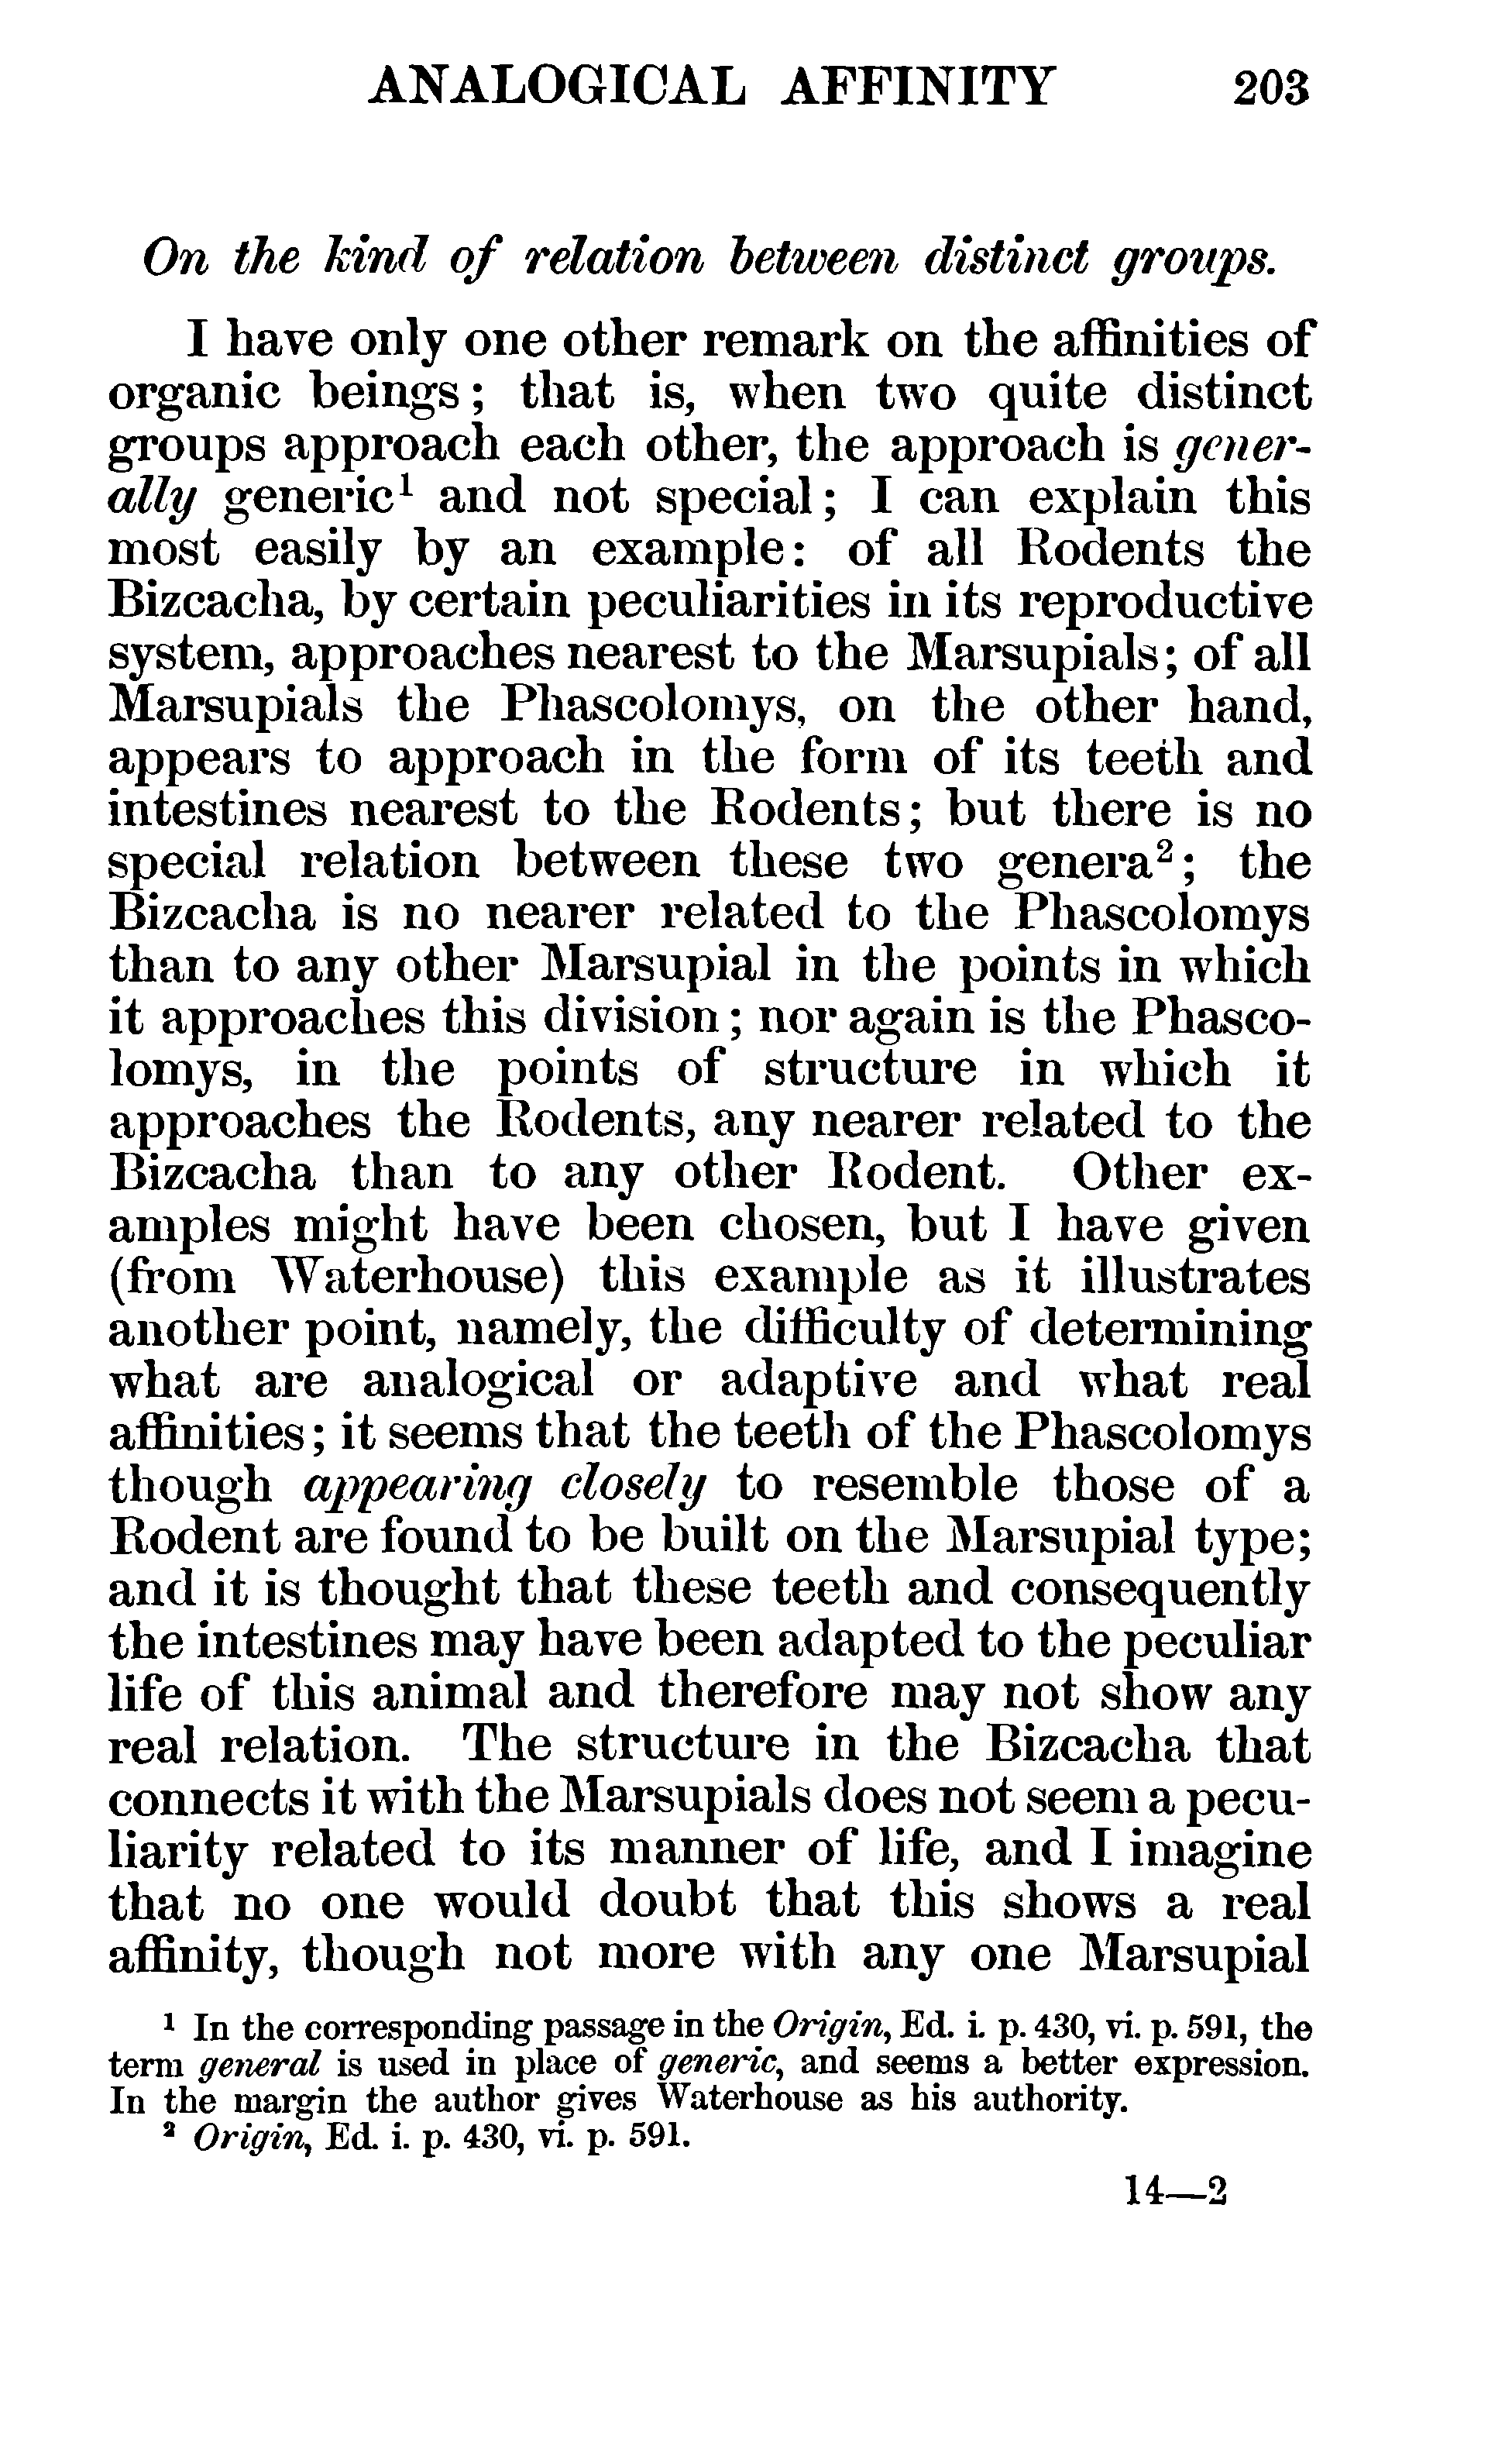 ANALOGICAL AFFINITY 203
On the kind of relation between distinct groups.
I have only one other remark on the affinities of
organic beings; that is, when two quite distinct
groups approach each other, the approach is gener-
ally generic¹ and not special; I can explain this
most easily by an example: of all Rodents the
Bizcacha, by certain peculiarities in its reproductive
system, approaches nearest to the Marsupials; of all
Marsupials the Phascolomys, on the other hand,
appears to approach in the form of its teeth and
intestines nearest to the Rodents; but there is no
special relation between these two genera²; the
Bizcacha is no nearer related to the Phascolomys
than to any other Marsupial in the points in which
it approaches this division; nor again is the Phasco-
lomys, in the points of structure in which it
approaches the Rodents, any nearer related to the
Bizcacha than to any other Rodent. Other ex-
amples might have been chosen, but I have given
(from Waterhouse) this example as it illustrates
another point, namely, the difficulty of determining
what are analogical or adaptive and what real
affinities; it seems that the teeth of the Phascolomys
though appearing closely to resemble those of a
Rodent are found to be built on the Marsupial type;
and it is thought that these teeth and consequently
the intestines may have been adapted to the peculiar
life of this animal and therefore may not show any
real relation. The structure in the Bizcacha that
connects it with the Marsupials does not seem a pecu-
liarity related to its manner of life, and I imagine
that no one would doubt that this shows a real
affinity, though not more with any one Marsupial
¹ In the corresponding passage in the Origin, Ed. i. p. 430, vi. p. 591, the
term general is used in place of generic, and seems a better expression.
In the margin the author gives Waterhouse as his authority.
² Origin, Ed. i. p. 430, vi. p. 591.
14—2